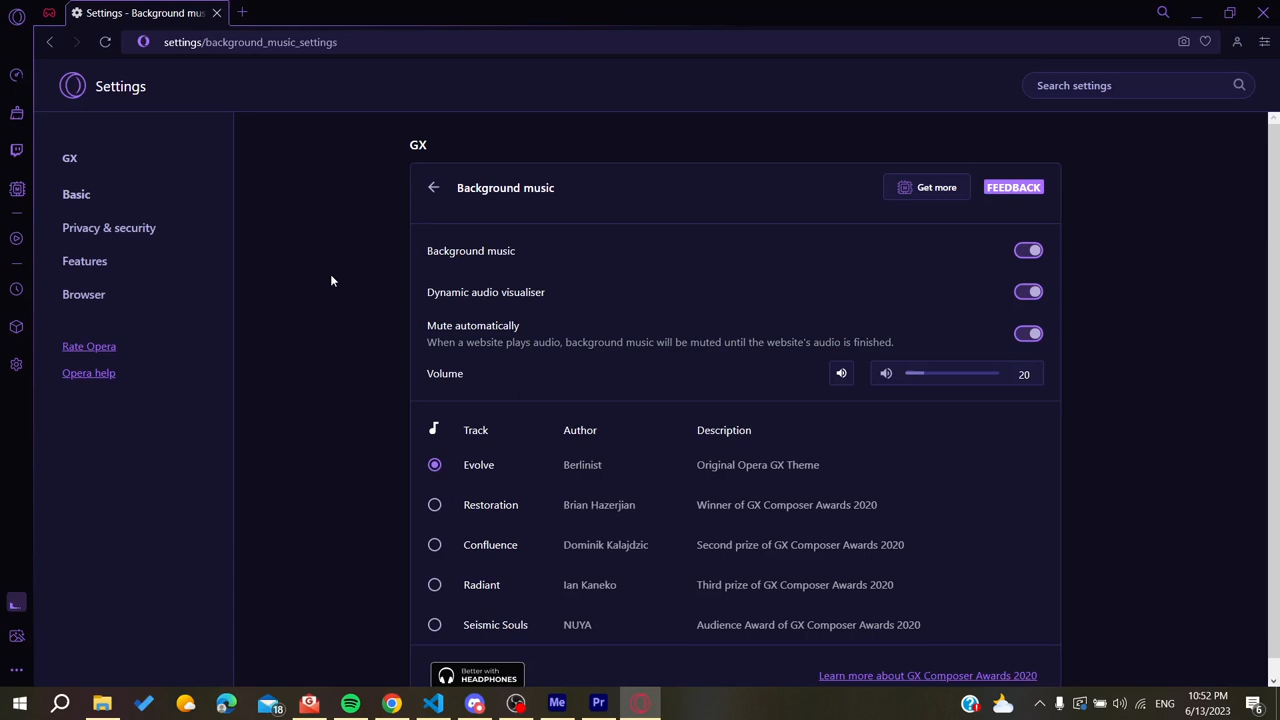 Settings - Background mus
settings/background_music_settings
Settings
Search settings
GX
Basic
Privacy & security
Features
Browser
Rate Opera
Opera help
GX
Background music
Get more
FEEDBACK
Background music
Dynamic audio visualiser
Mute automatically
When a website plays audio, background music will be muted until the website's audio is finished.
Volume
20
Track Author Description
Evolve Berlinist Original Opera GX Theme
Restoration Brian Hazerjian Winner of GX Composer Awards 2020
Confluence Dominik Kalajdzic Second prize of GX Composer Awards 2020
Radiant Ian Kaneko Third prize of GX Composer Awards 2020
Seismic Souls NUYA Audience Award of GX Composer Awards 2020
Better with
HEADPHONES
Learn more about GX Composer Awards 2020
18
Me
Pr
ENG
10:52 PM
6/13/2023
6